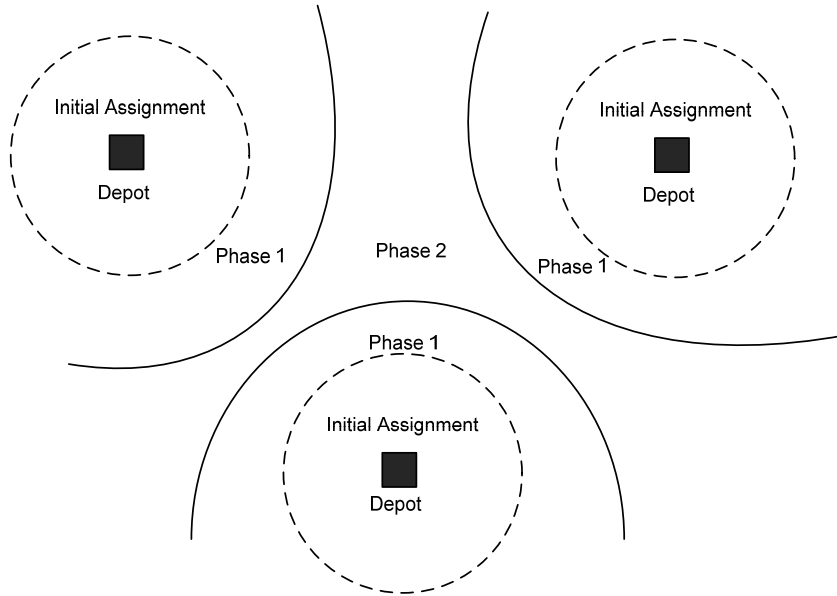 Initial Assignment
Depot
Phase 1
Phase 2
Initial Assignment
Depot
Phase 1
Phase 1
Initial Assignment
Depot